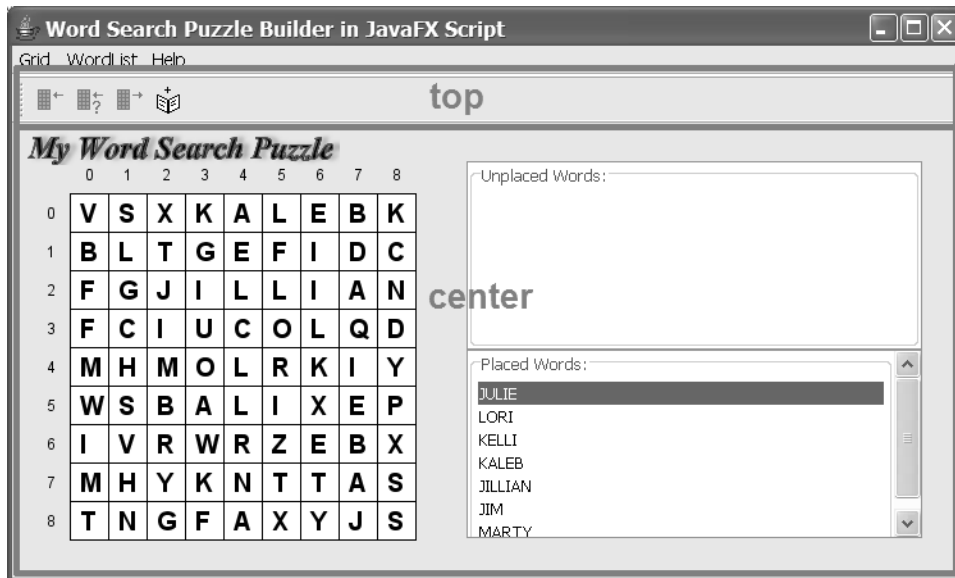 Word Search Puzzle Builder in JavaFX Script
Grid WordList Help
top
My Word Search Puzzle
0 1 2 3 4 5 6 7 8
0 V S X K A L E B K
1 B L T G E F I D C
2 F G J I L L I A N
3 F C I U C O L Q D
4 M H M O L R K I Y
5 W S B A L I X E P
6 I V R W R Z E B X
7 M H Y K N T T A S
8 T N G F A X Y J S
center
Unplaced Words:
Placed Words:
JULIE
LORI
KELLI
KALEB
JILLIAN
JIM
MARTY